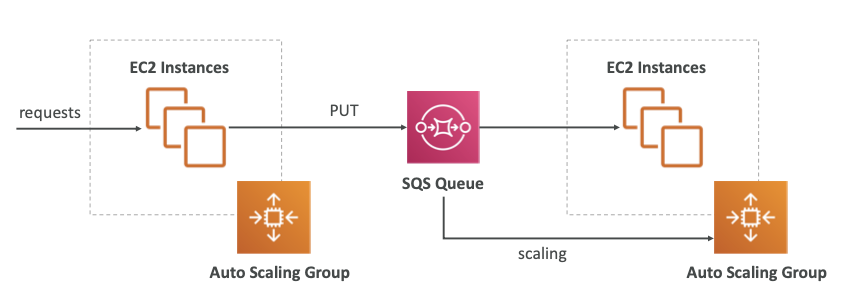 EC2 Instances
EC2 Instances
requests
PUT
SQS Queue
scaling
Auto Scaling Group
Auto Scaling Group